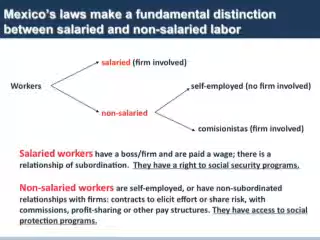 Mexico's laws make a fundamental distinction
between salaried and non-salaried labor
salaried (firm involved)
Workers
self-employed (no firm involved)
non-salaried
comisionistas (firm involved)
Salaried workers have a boss/firm and are paid a wage; there is a
relationship of subordination. They have a right to social security programs.
Non-salaried workers are self-employed, or have non-subordinated
relationships with firms: contracts to elicit effort or share risk, with
commissions, profit-sharing or other pay structures. They have access to social
protection programs.